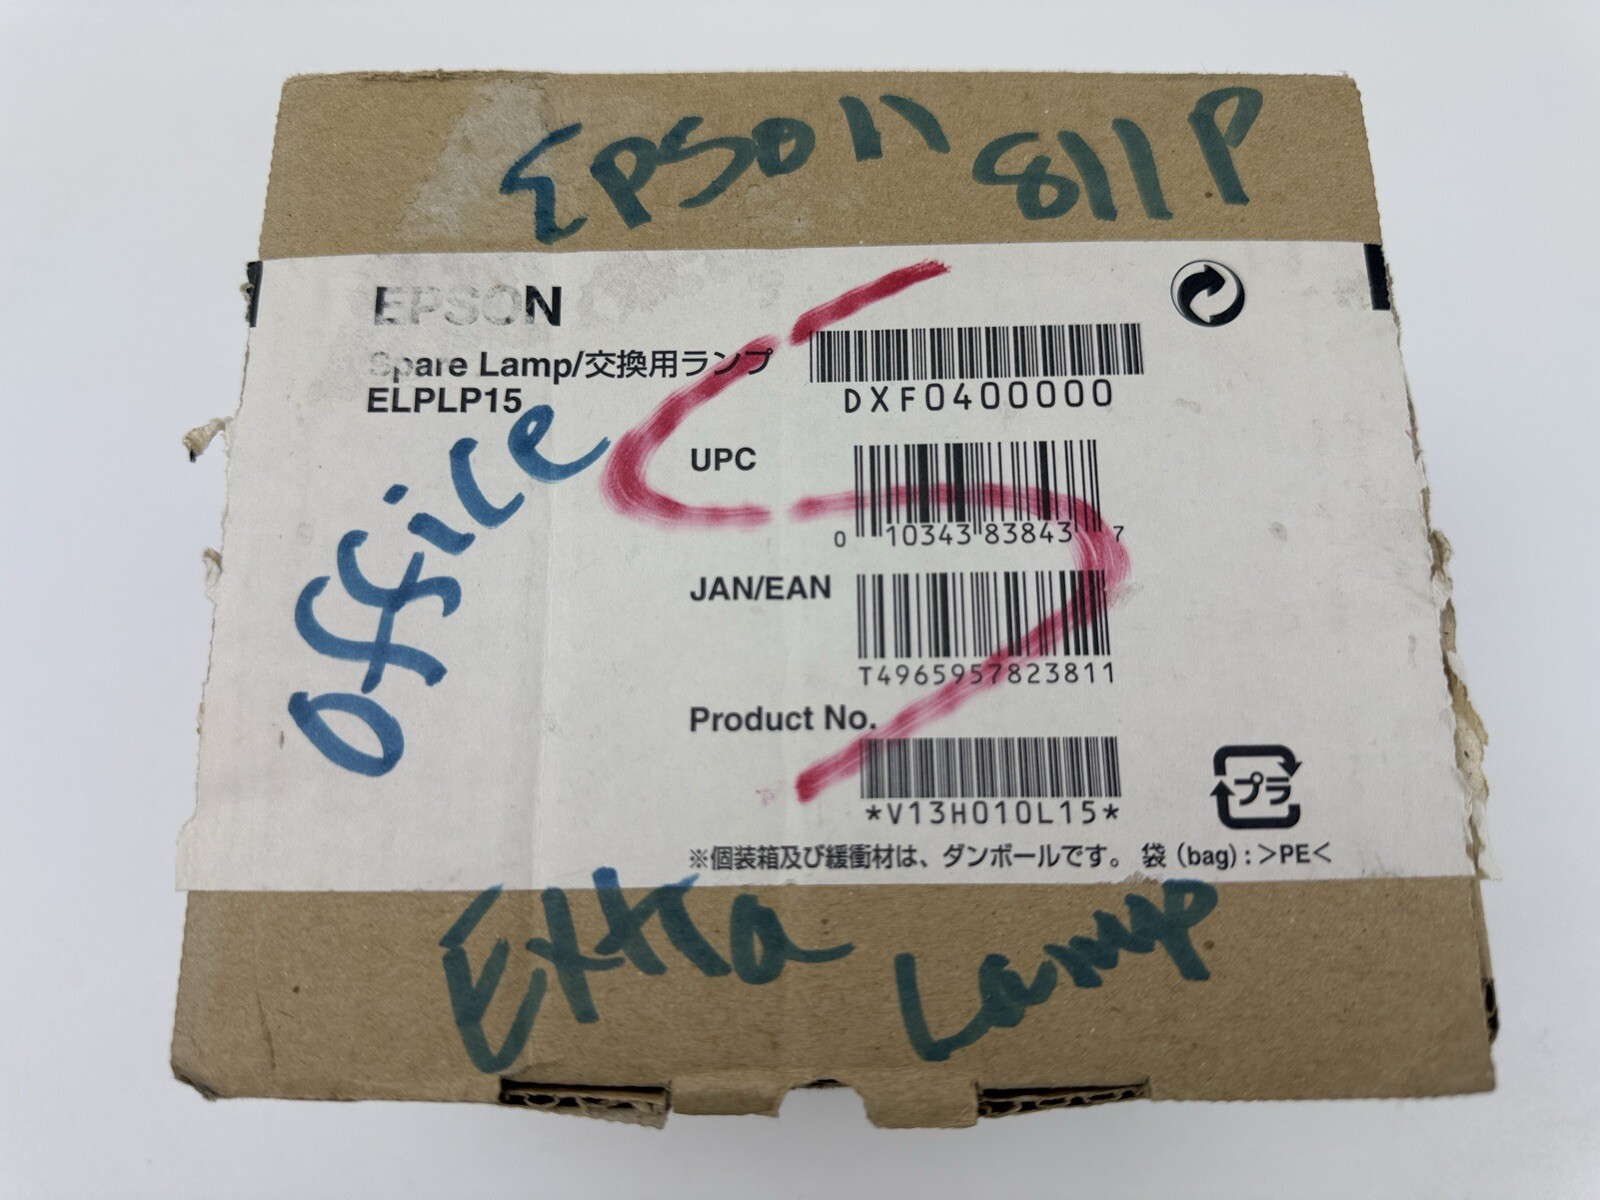 EPSON 811P
EPSON
Spare Lamp/交換用ランプ
ELPLP15
DXF0400000
Office
UPC
0 10343 83843 7
JAN/EAN
T4965957823811
Product No.
*V13H010L15*
プラ
※個装箱及び緩衝材は、ダンボールです。 袋 (bag) : >PE<
Extra Lamp